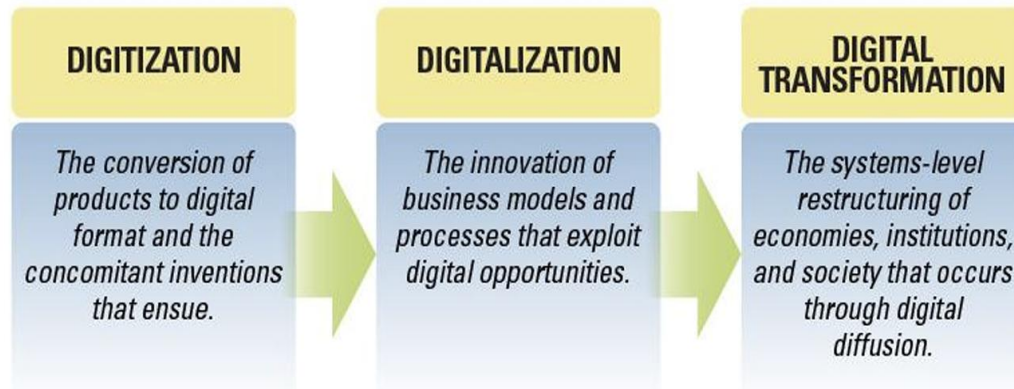 DIGITIZATION
The conversion of
products to digital
format and the
concomitant inventions
that ensue.
DIGITALIZATION
The innovation of
business models and
processes that exploit
digital opportunities.
DIGITAL
TRANSFORMATION
The systems-level
restructuring of
economies, institutions,
and society that occurs
through digital
diffusion.